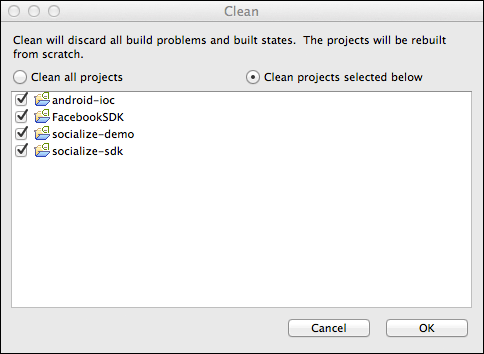 Clean
Clean will discard all build problems and built states.  The projects will be rebuilt
from scratch.
Clean all projects
Clean projects selected below
android-ioc
FacebookSDK
socialize-demo
socialize-sdk
Cancel
OK